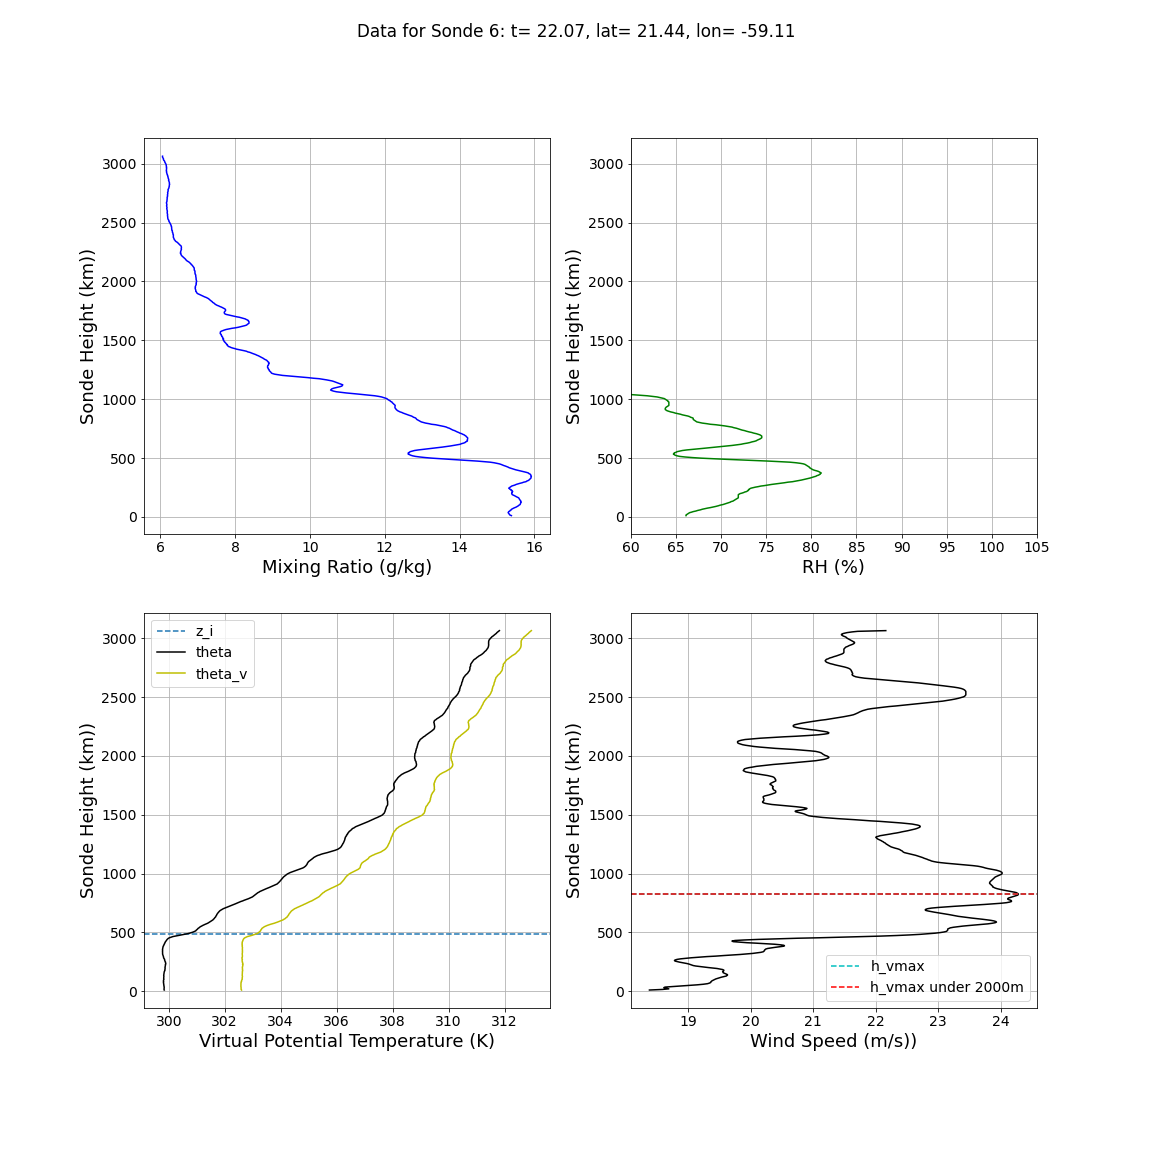 Data for Sonde 6: t= 22.07, lat= 21.44, lon= -59.11
3000
2500
2000
1500
1000
500
0
Sonde Height (km))
6 8 10 12 14 16
Mixing Ratio (g/kg)
3000
2500
2000
1500
1000
500
0
Sonde Height (km))
60 65 70 75 80 85 90 95 100 105
RH (%)
3000
2500
2000
1500
1000
500
0
Sonde Height (km))
z_i
theta
theta_v
300 302 304 306 308 310 312
Virtual Potential Temperature (K)
3000
2500
2000
1500
1000
500
0
Sonde Height (km))
h_vmax
h_vmax under 2000m
19 20 21 22 23 24
Wind Speed (m/s))